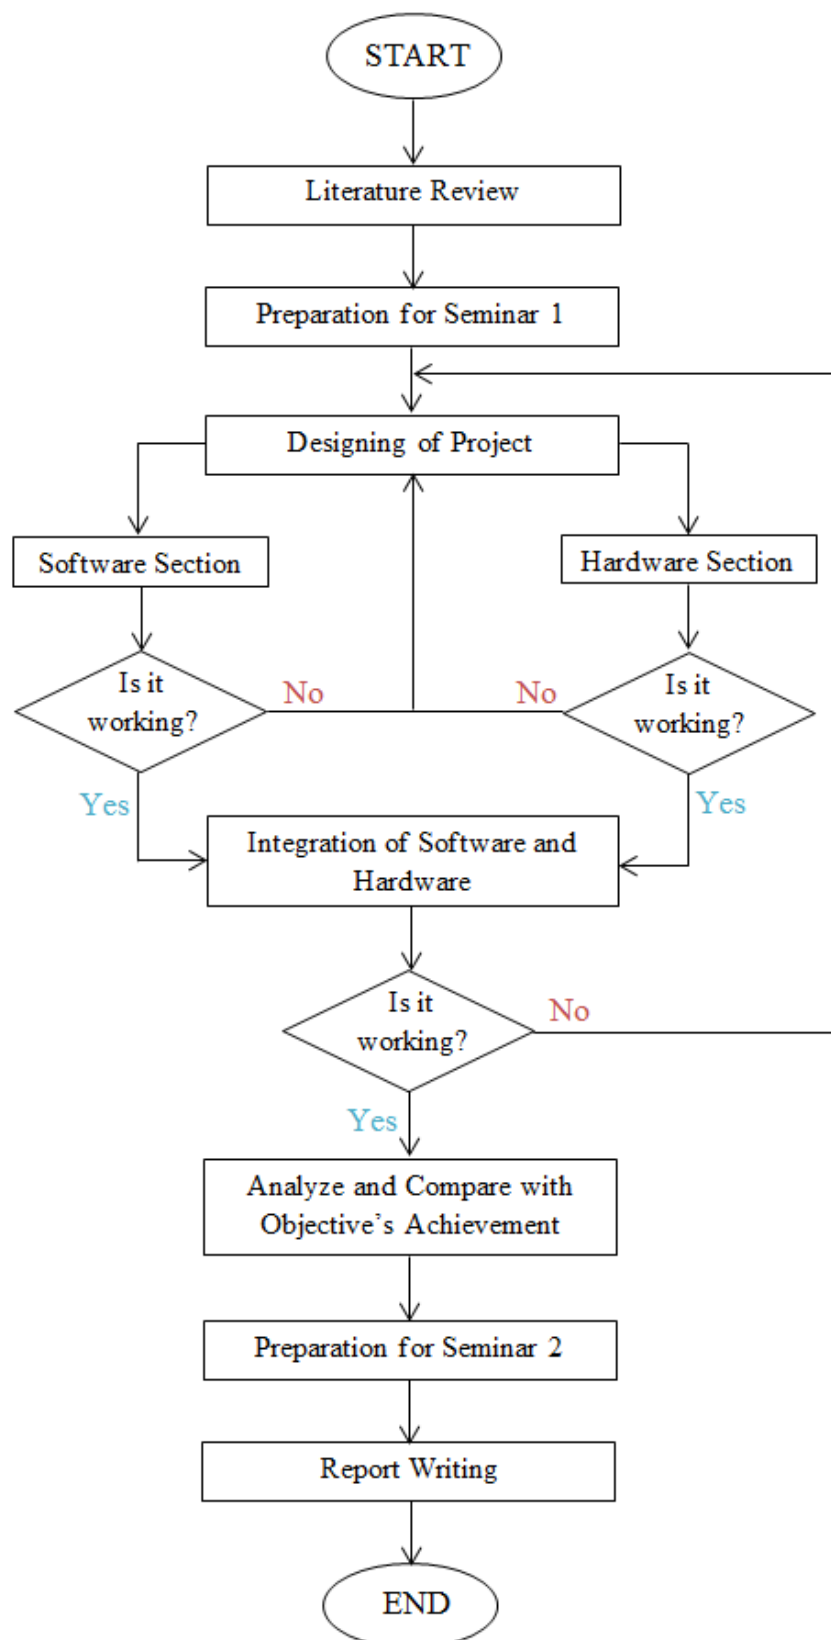 START
Literature Review
Preparation for Seminar 1
Designing of Project
Software Section
Hardware Section
Is it
working?
No
No
Is it
working?
Yes
Yes
Integration of Software and
Hardware
Is it
working?
No
Yes
Analyze and Compare with
Objective’s Achievement
Preparation for Seminar 2
Report Writing
END